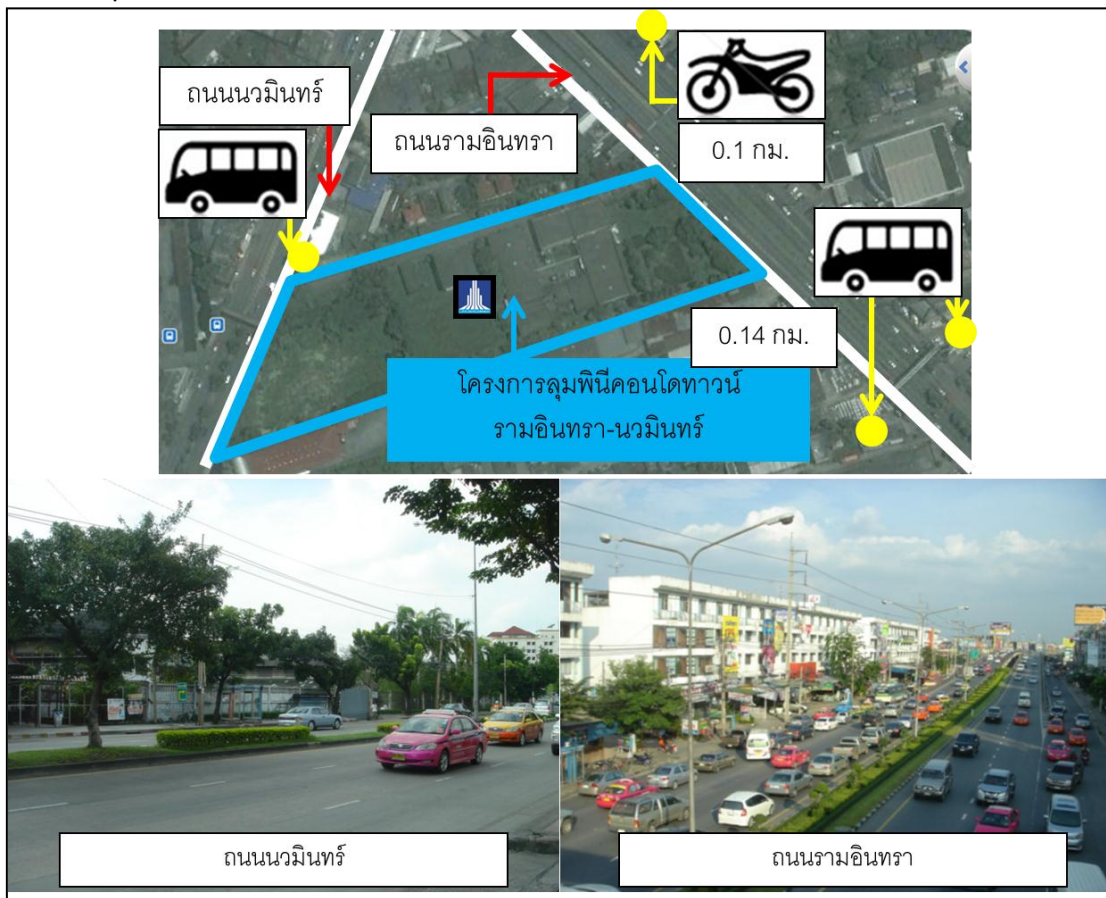 ถนนนวมินทร์
ถนนรามอินทรา
0.1 กม.
0.14 กม.
โครงการลุมพินีคอนโดทาวน์
รามอินทรา-นวมินทร์
ถนนนวมินทร์
ถนนรามอินทรา